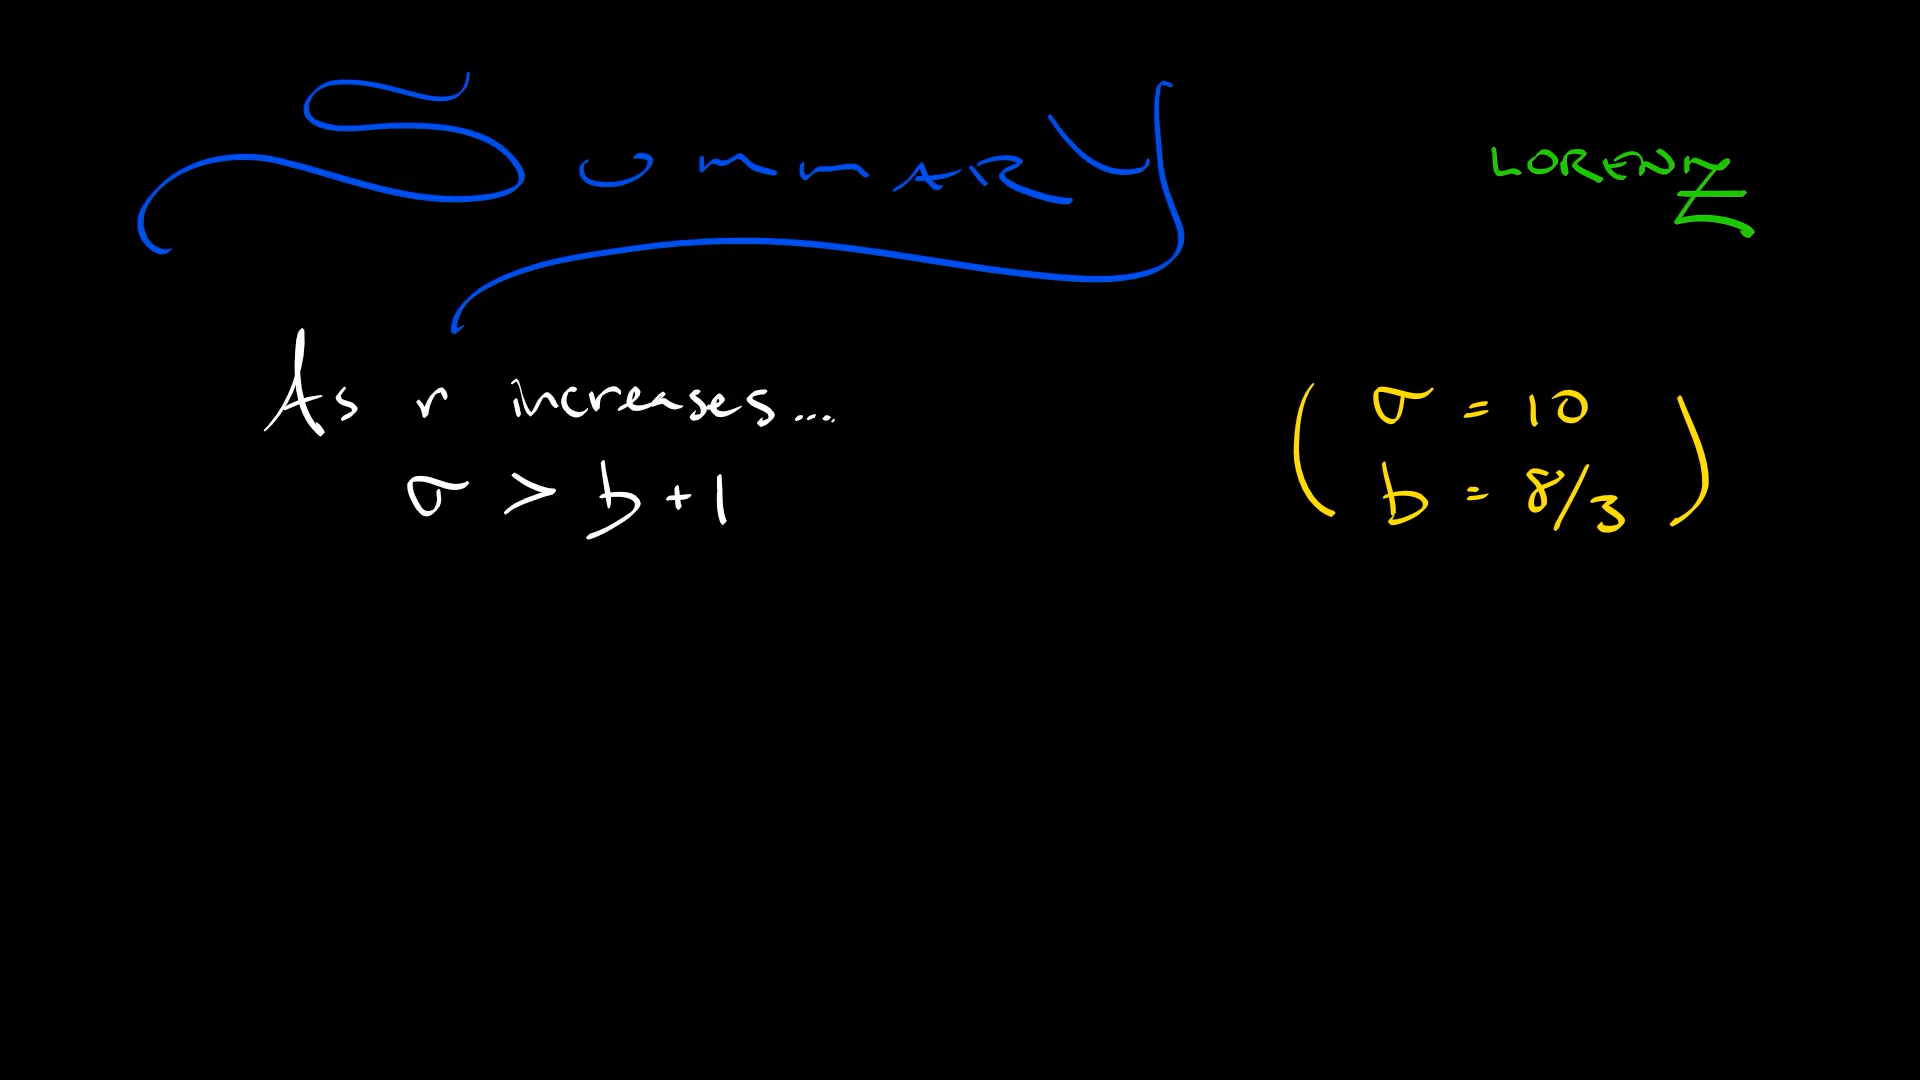 SUMMARY
LORENZ
As r increases...
σ > b + 1
( σ = 10
b = 8/3 )